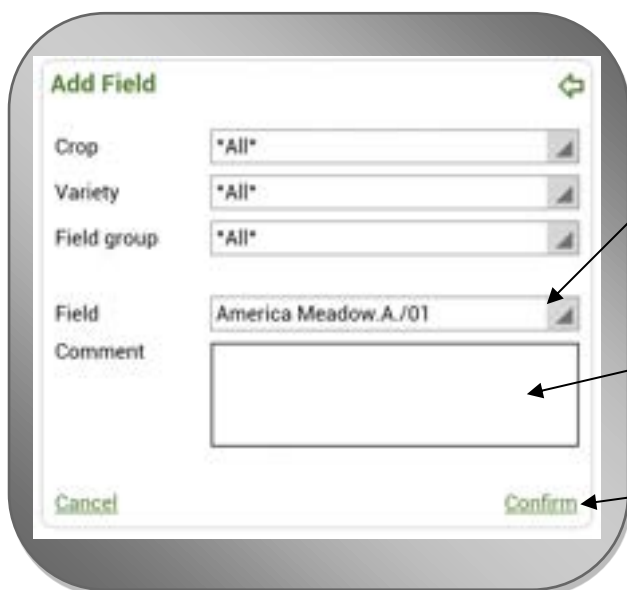 Add Field
Crop *All*
Variety *All*
Field group *All*
Field America Meadow.A./01
Comment
Cancel Confirm